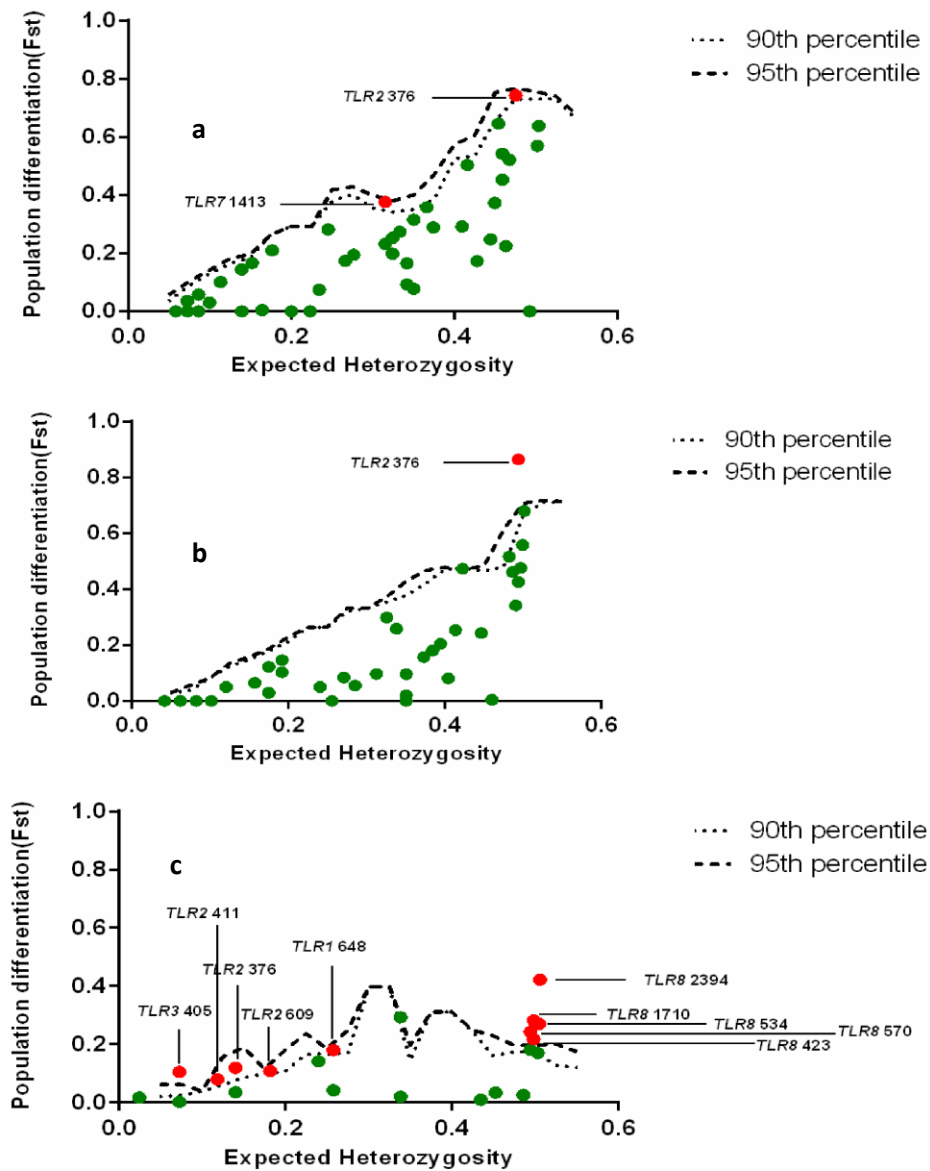 1.0
0.8
0.6
0.4
0.2
0.0
Population differentiation(Fst)
90th percentile
95th percentile
TLR2 376
a
TLR7 1413
0.0 0.2 0.4 0.6
Expected Heterozygosity
1.0
0.8
0.6
0.4
0.2
0.0
Population differentiation(Fst)
90th percentile
95th percentile
TLR2 376
b
0.0 0.2 0.4 0.6
Expected Heterozygosity
1.0
0.8
0.6
0.4
0.2
0.0
Population differentiation(Fst)
90th percentile
95th percentile
c
TLR2 411
TLR1 648
TLR2 376
TLR8 2394
TLR3 405
TLR2 609
TLR8 1710
TLR8 534
TLR8 570
TLR8 423
0.0 0.2 0.4 0.6
Expected Heterozygosity